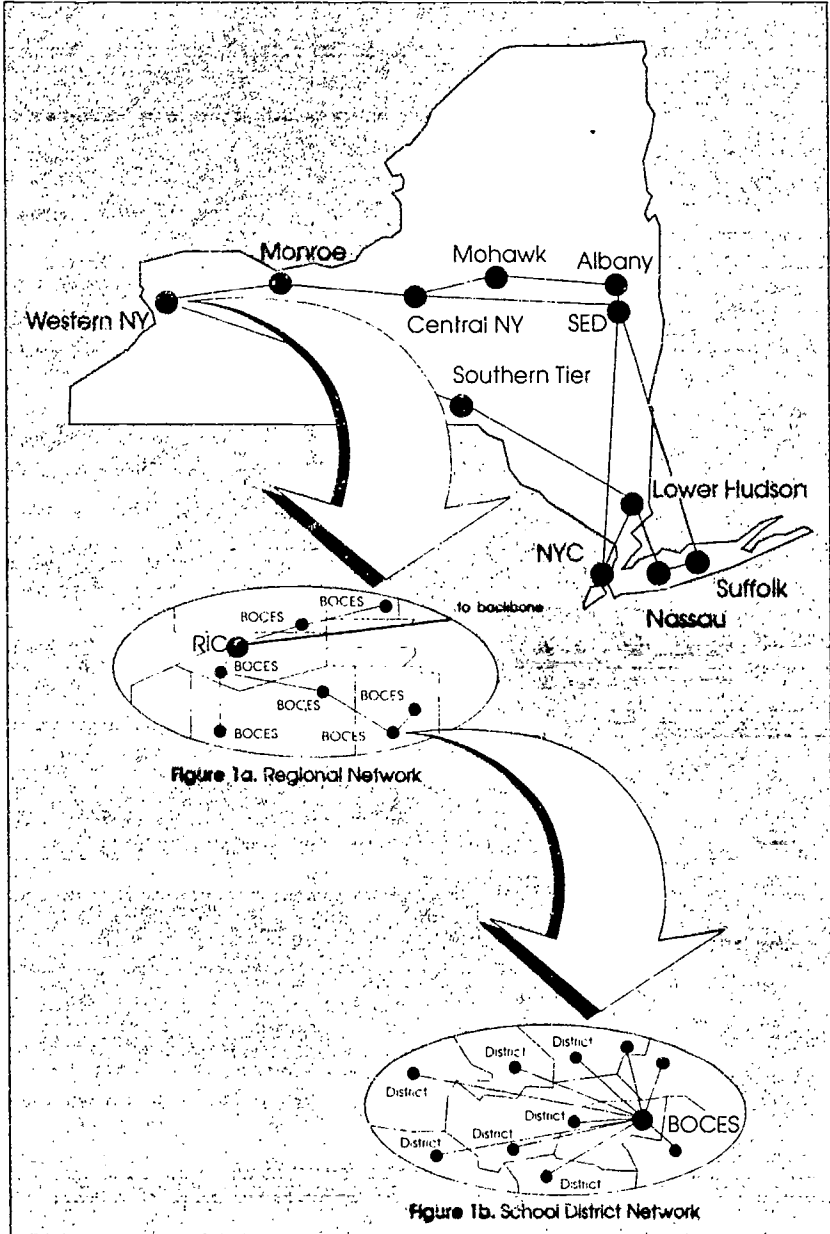 Monroe
Mohawk
Albany
Western NY
Central NY
SED
Southern Tier
Lower Hudson
NYC
Suffolk
Nassau
BOCES
BOCES
to backbone
RIC
BOCES
BOCES
BOCES
BOCES
BOCES
Figure 1a. Regional Network
District
District
District
District
BOCES
District
District
District
Figure 1b. School District Network